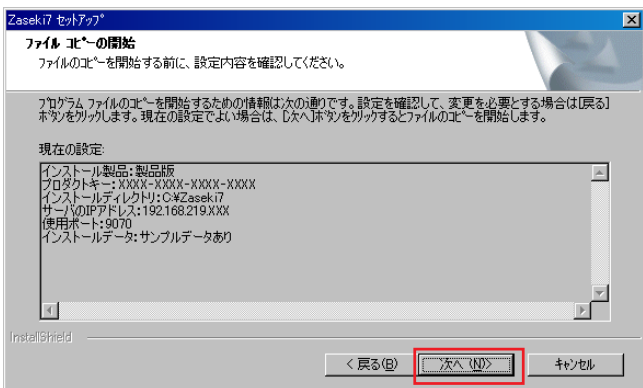 Zaseki7 セットアップ
ファイル コピーの開始
ファイルのコピーを開始する前に、設定内容を確認してください。
プログラム ファイルのコピーを開始するための情報は次の通りです。設定を確認して、変更を必要とする場合は[戻る]
ボタンをクリックします。現在の設定でよい場合は、[次へ]ボタンをクリックするとファイルのコピーを開始します。
現在の設定:
インストール製品:製品版
プロダクトキー:XXXX-XXXX-XXXX-XXXX
インストールディレクトリ:C:¥Zaseki7
サーバのIPアドレス:192.168.219.XXX
使用ポート:9070
インストールデータ:サンプルデータあり
InstallShield
< 戻る(B)
次へ (N)>
キャンセル